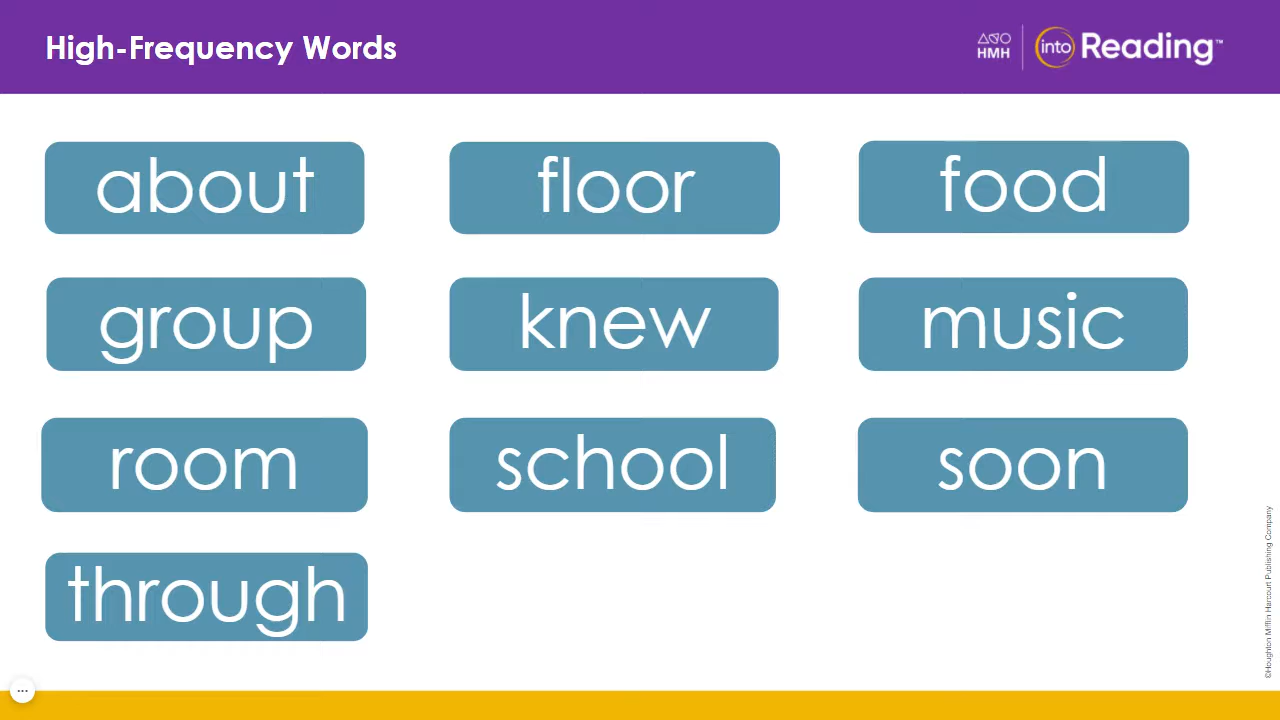 High-Frequency Words
HMH into Reading™
about floor food
group knew music
room school soon
through
©Houghton Mifflin Harcourt Publishing Company